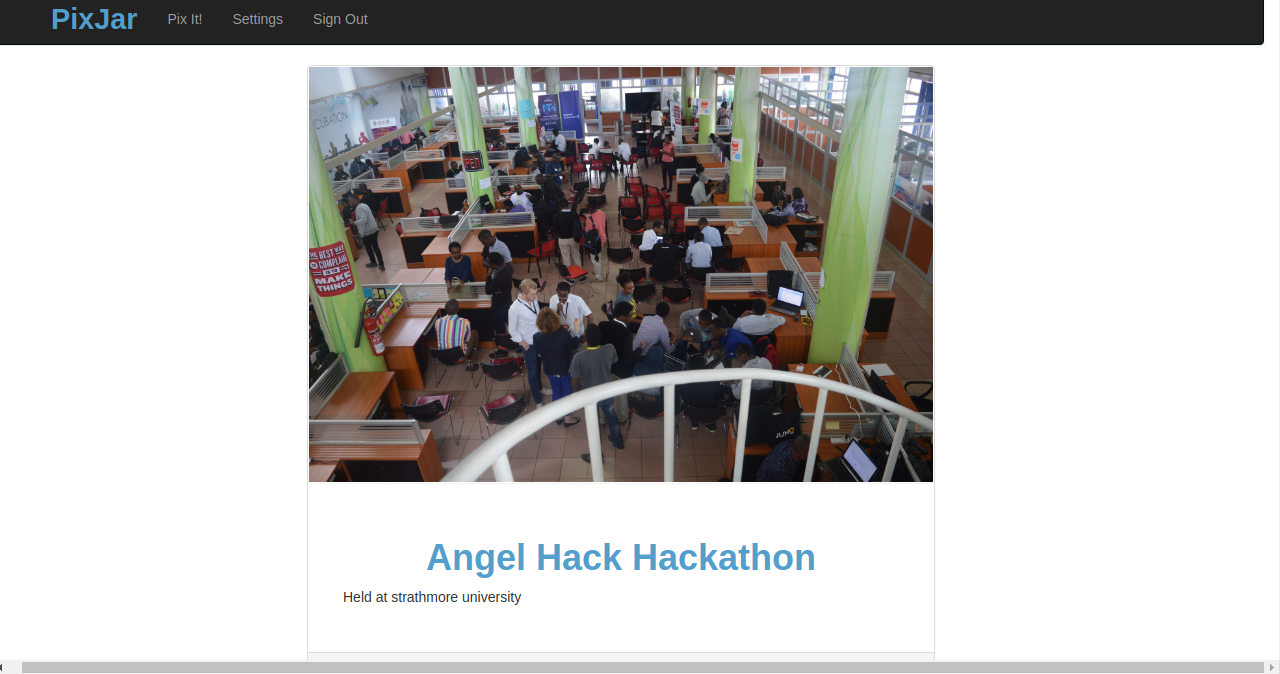 PixJar Pix It! Settings Sign Out
CUBATION
THE BEST WAY
TO COMPLAIN
IS TO
MAKE
THINGS
JUMO
Angel Hack Hackathon
Held at strathmore university